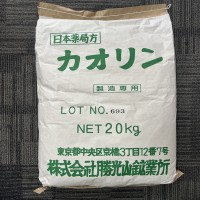 日本薬局方
カオリン
製造専用
LOT NO. 693
NET 20kg.
東京都中央区京橋3丁目12番7号
株式会社勝光山鉱業所